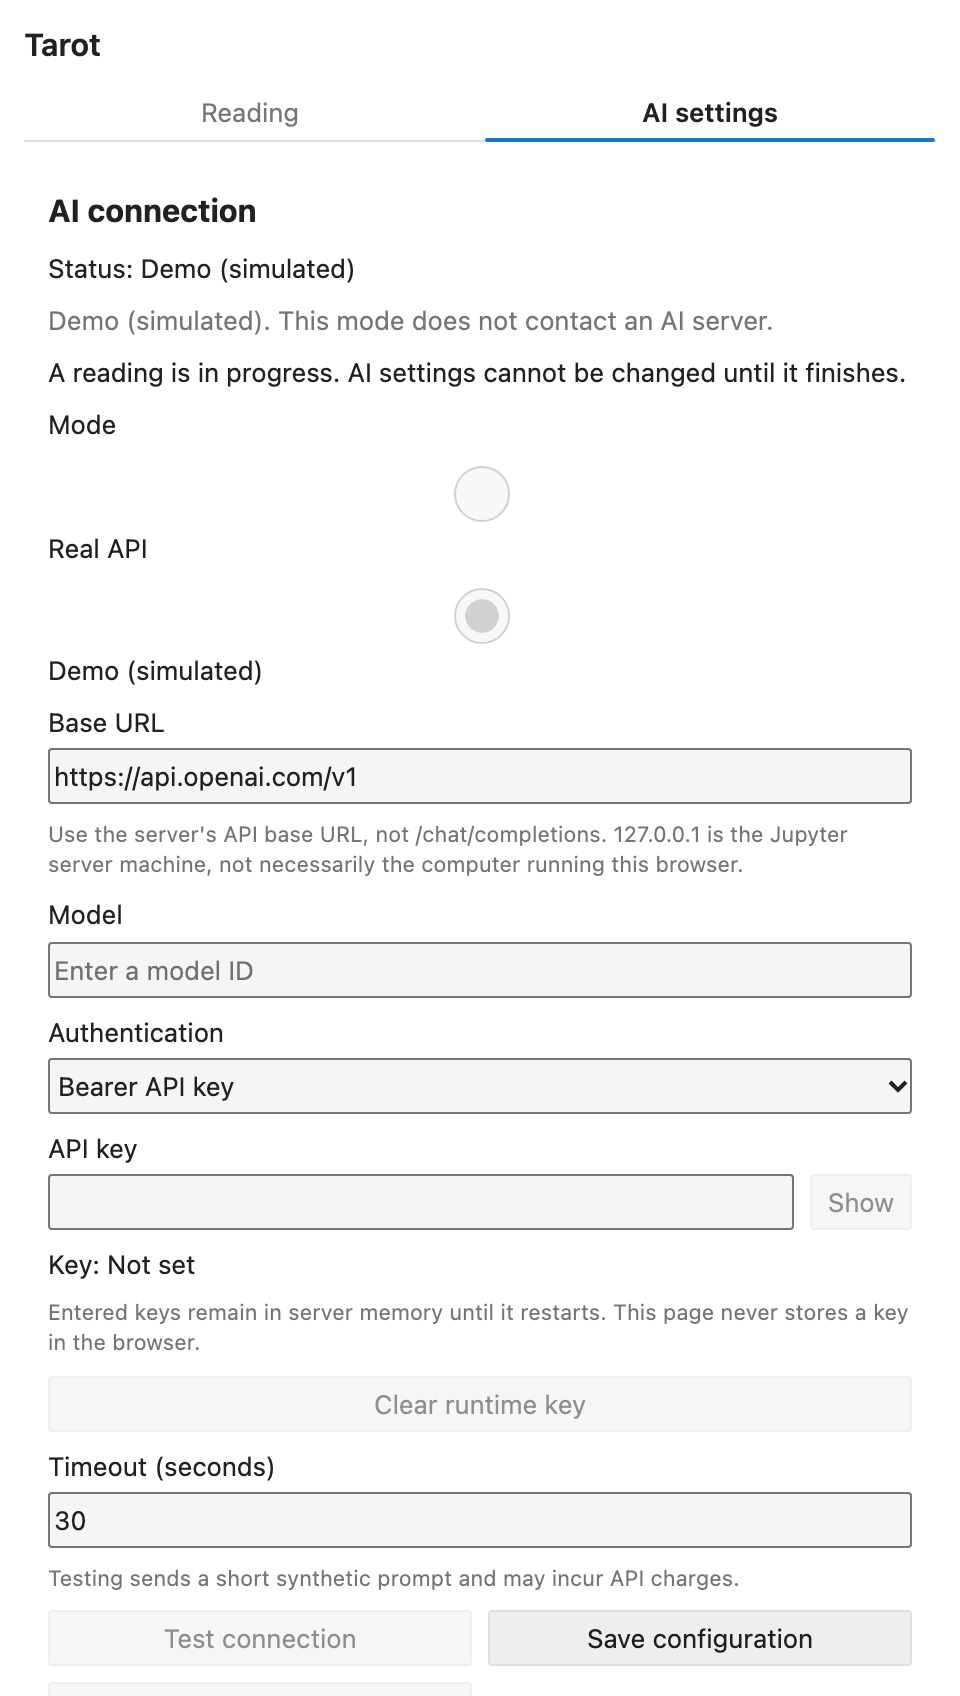 Tarot
Reading
AI settings
AI connection
Status: Demo (simulated)
Demo (simulated). This mode does not contact an AI server.
A reading is in progress. AI settings cannot be changed until it finishes.
Mode
Real API
Demo (simulated)
Base URL
https://api.openai.com/v1
Use the server's API base URL, not /chat/completions. 127.0.0.1 is the Jupyter
server machine, not necessarily the computer running this browser.
Model
Enter a model ID
Authentication
Bearer API key
API key
Show
Key: Not set
Entered keys remain in server memory until it restarts. This page never stores a key
in the browser.
Clear runtime key
Timeout (seconds)
30
Testing sends a short synthetic prompt and may incur API charges.
Test connection
Save configuration